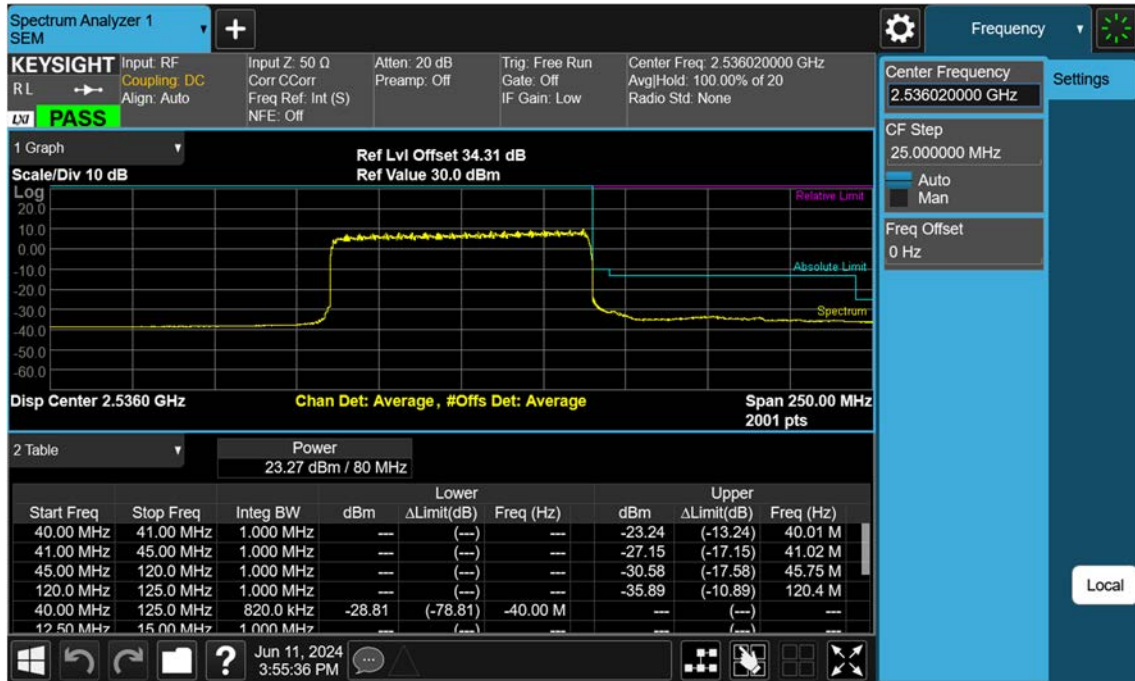 Spectrum Analyzer 1
SEM
Frequency
KEYSIGHT
RL
LXI
PASS
Input: RF
Coupling: DC
Align: Auto
Input Z: 50 Ω
Corr CCorr
Freq Ref: Int (S)
NFE: Off
Atten: 20 dB
Preamp: Off
Trig: Free Run
Gate: Off
IF Gain: Low
Center Freq: 2.536020000 GHz
Avg|Hold: 100.00% of 20
Radio Std: None
Center Frequency
2.536020000 GHz
Settings
CF Step
25.000000 MHz
Auto
Man
Freq Offset
0 Hz
Local
1 Graph
Scale/Div 10 dB
Ref Lvl Offset 34.31 dB
Ref Value 30.0 dBm
Log
20.0
10.0
0.00
-10.0
-20.0
-30.0
-40.0
-50.0
-60.0
Relative Limit
Absolute Limit
Spectrum
Disp Center 2.5360 GHz
Chan Det: Average, #Offs Det: Average
Span 250.00 MHz
2001 pts
2 Table
Power
23.27 dBm / 80 MHz
Lower Upper
Start Freq Stop Freq Integ BW dBm ΔLimit(dB) Freq (Hz) dBm ΔLimit(dB) Freq (Hz)
40.00 MHz 41.00 MHz 1.000 MHz --- (---) --- -23.24 (-13.24) 40.01 M
41.00 MHz 45.00 MHz 1.000 MHz --- (---) --- -27.15 (-17.15) 41.02 M
45.00 MHz 120.0 MHz 1.000 MHz --- (---) --- -30.58 (-17.58) 45.75 M
120.0 MHz 125.0 MHz 1.000 MHz --- (---) --- -35.89 (-10.89) 120.4 M
40.00 MHz 125.0 MHz 820.0 kHz -28.81 (-78.81) -40.00 M --- (---) ---
12.50 MHz 15.00 MHz 1.000 MHz --- (---) --- --- (---) ---
?
Jun 11, 2024
3:55:36 PM